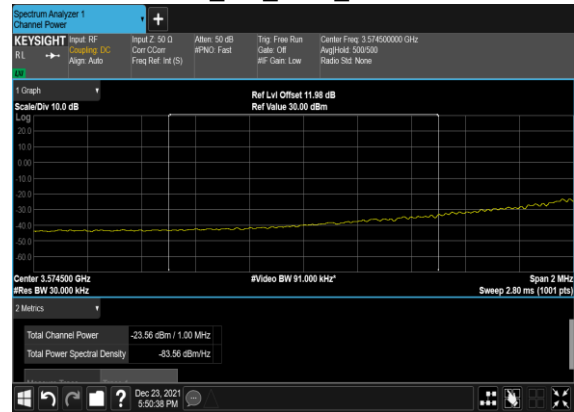 Spectrum Analyzer 1
Channel Power
+
KEYSIGHT Input: RF Input Z: 50 Ω Atten: 50 dB Trig: Free Run Center Freq: 3.574500000 GHz
RL Coupling: DC Corr CCorr #PNO: Fast Gate: Off Avg|Hold: 500/500
Align: Auto Freq Ref: Int (S) #IF Gain: Low Radio Std: None
1 Graph Ref Lvl Offset 11.98 dB
Scale/Div 10.0 dB Ref Value 30.00 dBm
Log
20.0
10.0
0.00
-10.0
-20.0
-30.0
-40.0
-50.0
-60.0
Center 3.574500 GHz #Video BW 91.000 kHz* Span 2 MHz
#Res BW 30.000 kHz Sweep 2.80 ms (1001 pts)
2 Metrics
Total Channel Power -23.56 dBm / 1.00 MHz
Total Power Spectral Density -83.56 dBm/Hz
? Dec 23, 2021
5:50:38 PM